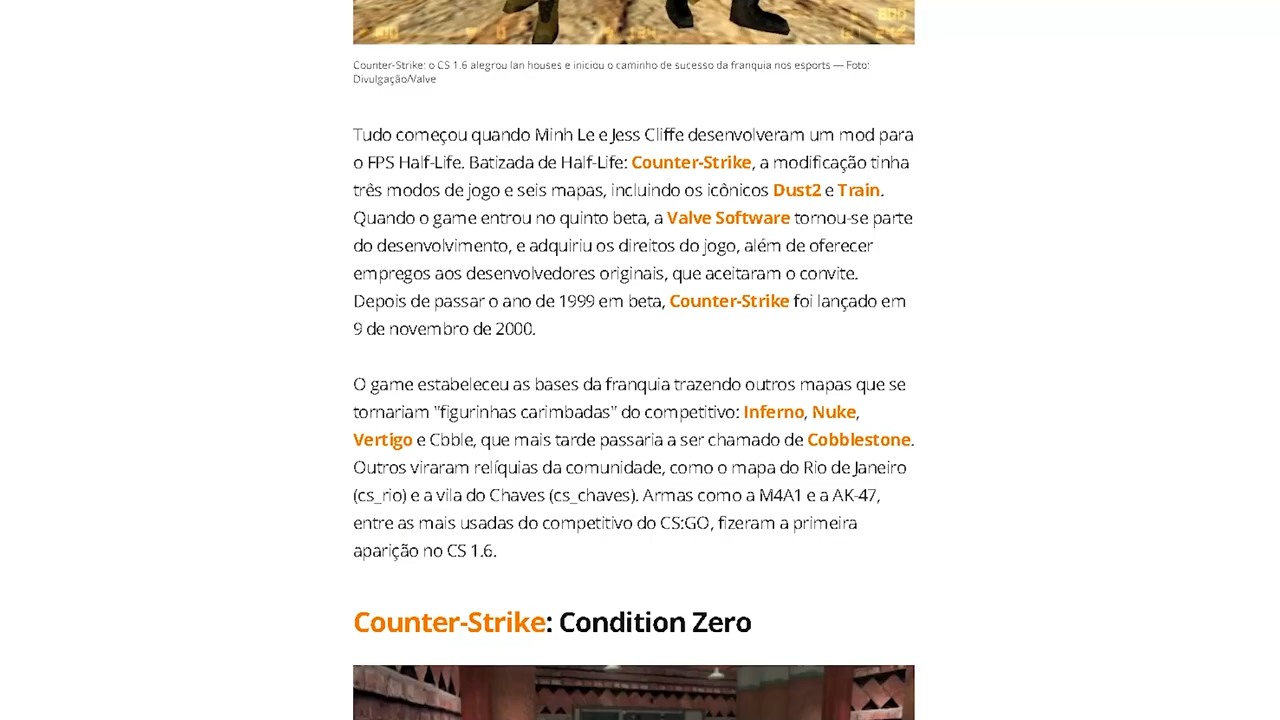 Counter-Strike: o CS 1.6 alegrou lan houses e iniciou o caminho de sucesso da franquia nos esports — Foto:
Divulgação/Valve
Tudo começou quando Minh Le e Jess Cliffe desenvolveram um mod para
o FPS Half-Life. Batizada de Half-Life: Counter-Strike, a modificação tinha
três modos de jogo e seis mapas, incluindo os icônicos Dust2 e Train.
Quando o game entrou no quinto beta, a Valve Software tornou-se parte
do desenvolvimento, e adquiriu os direitos do jogo, além de oferecer
empregos aos desenvolvedores originais, que aceitaram o convite.
Depois de passar o ano de 1999 em beta, Counter-Strike foi lançado em
9 de novembro de 2000.
O game estabeleceu as bases da franquia trazendo outros mapas que se
tornariam "figurinhas carimbadas" do competitivo: Inferno, Nuke,
Vertigo e Cbble, que mais tarde passaria a ser chamado de Cobblestone.
Outros viraram relíquias da comunidade, como o mapa do Rio de Janeiro
(cs_rio) e a vila do Chaves (cs_chaves). Armas como a M4A1 e a AK-47,
entre as mais usadas do competitivo do CS:GO, fizeram a primeira
aparição no CS 1.6.
Counter-Strike: Condition Zero